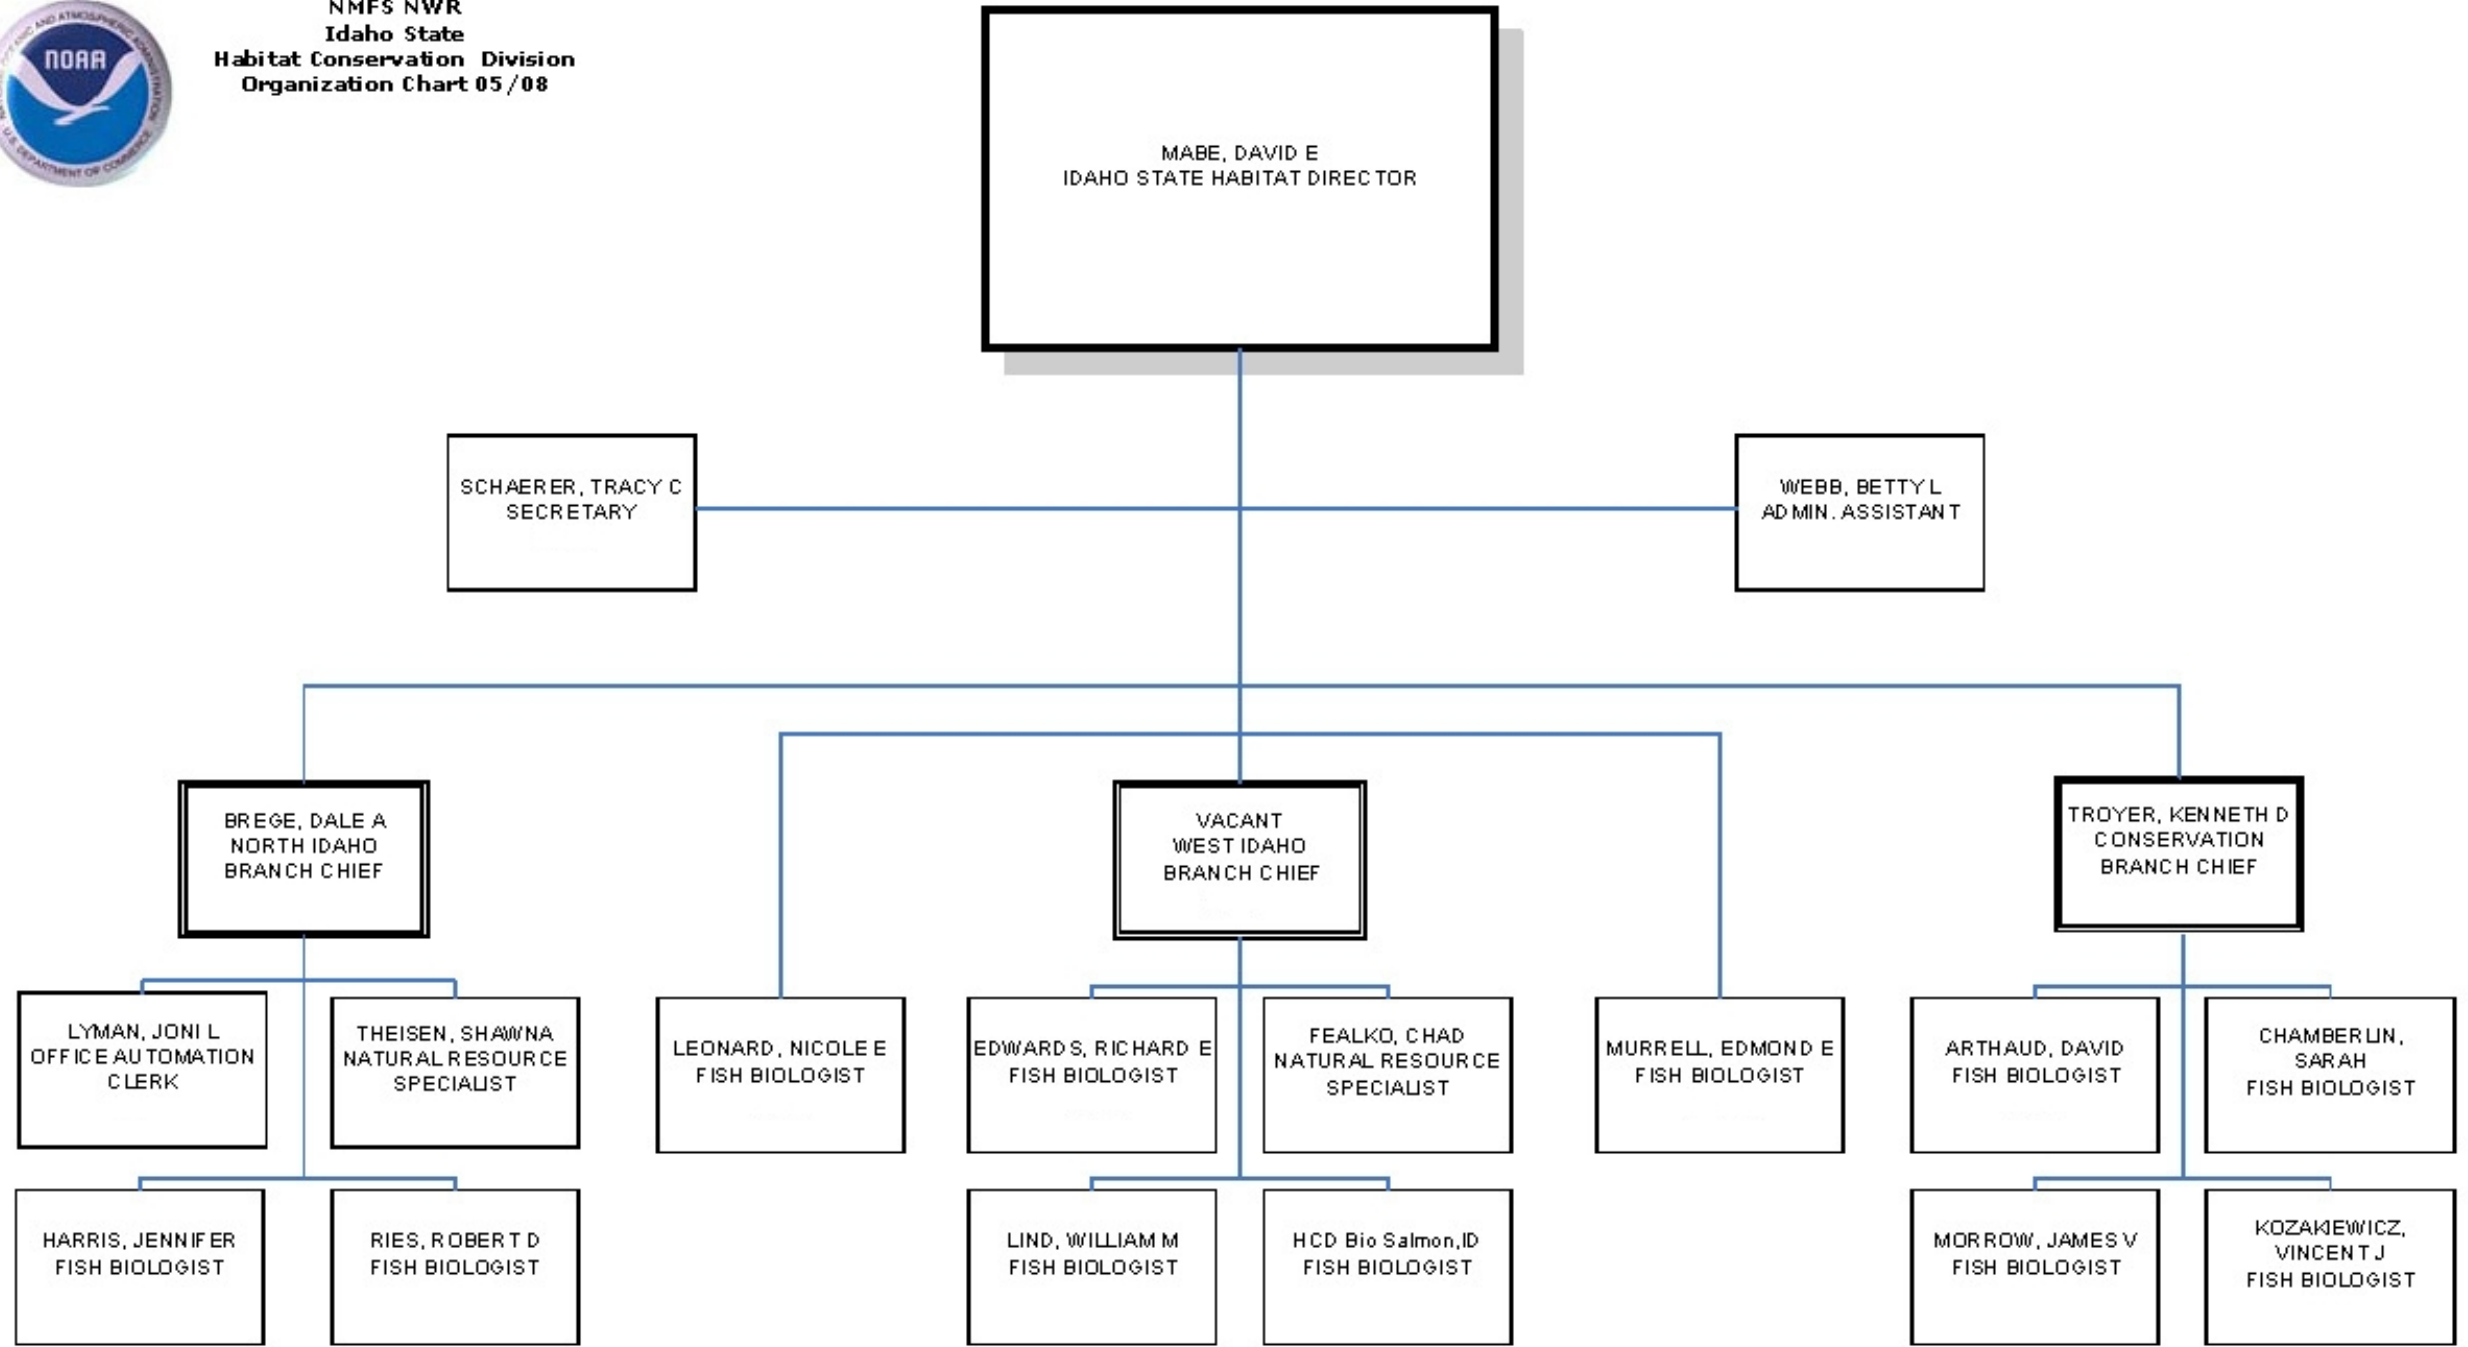 NMFS NWR
Idaho State
Habitat Conservation Division
Organization Chart 05/08
NOAA
MABE, DAVID E
IDAHO STATE HABITAT DIRECTOR
SCHAERER, TRACY C
SECRETARY
WEBB, BETTY L
ADMIN. ASSISTANT
BREGE, DALE A
NORTH IDAHO
BRANCH CHIEF
VACANT
WEST IDAHO
BRANCH CHIEF
TROYER, KENNETH D
CONSERVATION
BRANCH CHIEF
LYMAN, JONI L
OFFICE AUTOMATION
CLERK
THEISEN, SHAWNA
NATURAL RESOURCE
SPECIALIST
LEONARD, NICOLE E
FISH BIOLOGIST
EDWARDS, RICHARD E
FISH BIOLOGIST
FEALKO, CHAD
NATURAL RESOURCE
SPECIALIST
MURRELL, EDMOND E
FISH BIOLOGIST
ARTHAUD, DAVID
FISH BIOLOGIST
CHAMBERLIN,
SARAH
FISH BIOLOGIST
HARRIS, JENNIFER
FISH BIOLOGIST
RIES, ROBERT D
FISH BIOLOGIST
LIND, WILLIAM M
FISH BIOLOGIST
HCD Bio Salmon,ID
FISH BIOLOGIST
MORROW, JAMES V
FISH BIOLOGIST
KOZAKIEWICZ,
VINCENT J
FISH BIOLOGIST